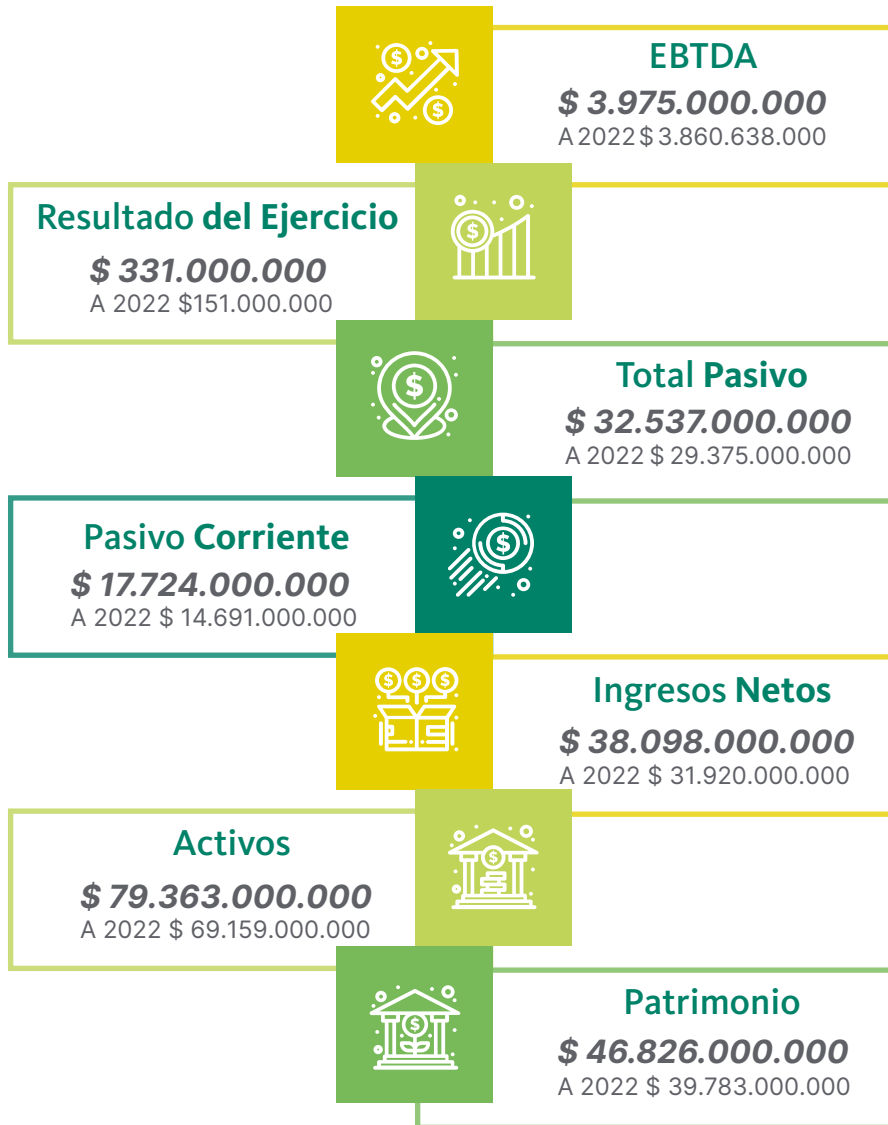 EBTDA
$ 3.975.000.000
A 2022 $ 3.860.638.000
Resultado del Ejercicio
$ 331.000.000
A 2022 $151.000.000
Total Pasivo
$ 32.537.000.000
A 2022 $ 29.375.000.000
Pasivo Corriente
$ 17.724.000.000
A 2022 $ 14.691.000.000
Ingresos Netos
$ 38.098.000.000
A 2022 $ 31.920.000.000
Activos
$ 79.363.000.000
A 2022 $ 69.159.000.000
Patrimonio
$ 46.826.000.000
A 2022 $ 39.783.000.000